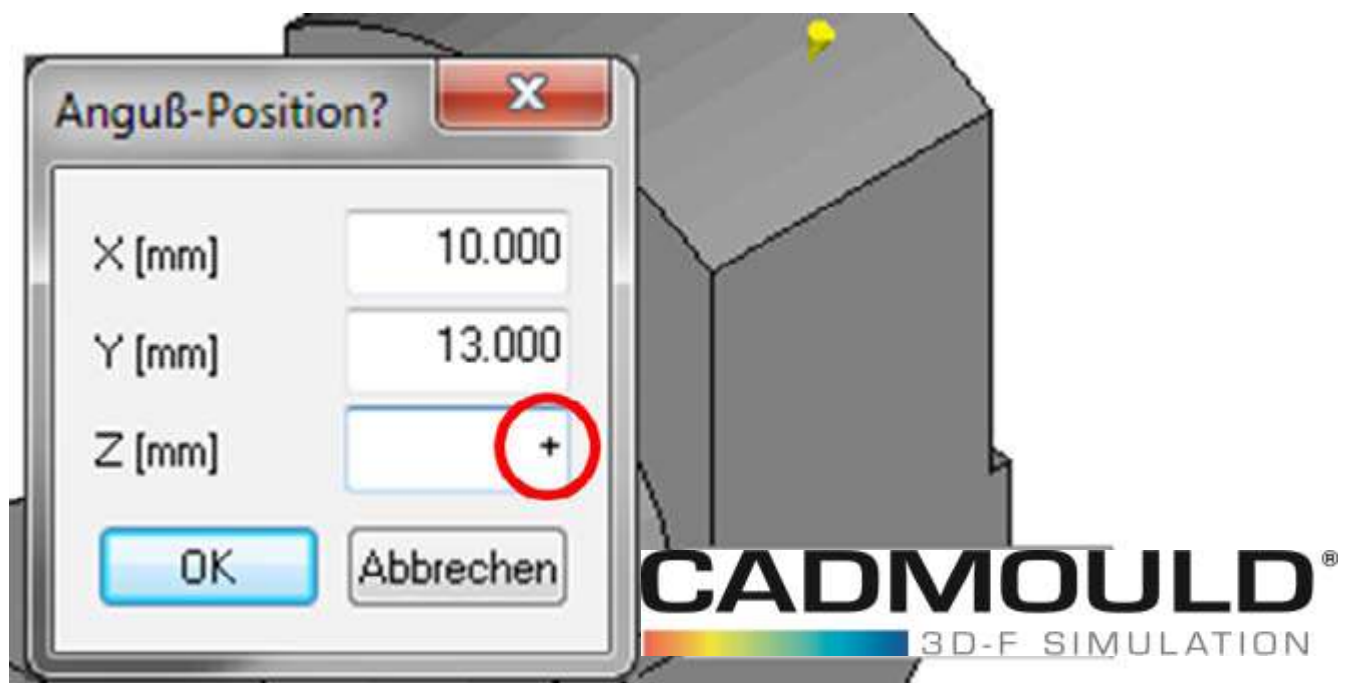 Anguß-Position?
X [mm] 10.000
Y [mm] 13.000
Z [mm] +
OK Abbrechen
CADMOULD®
3D-F SIMULATION